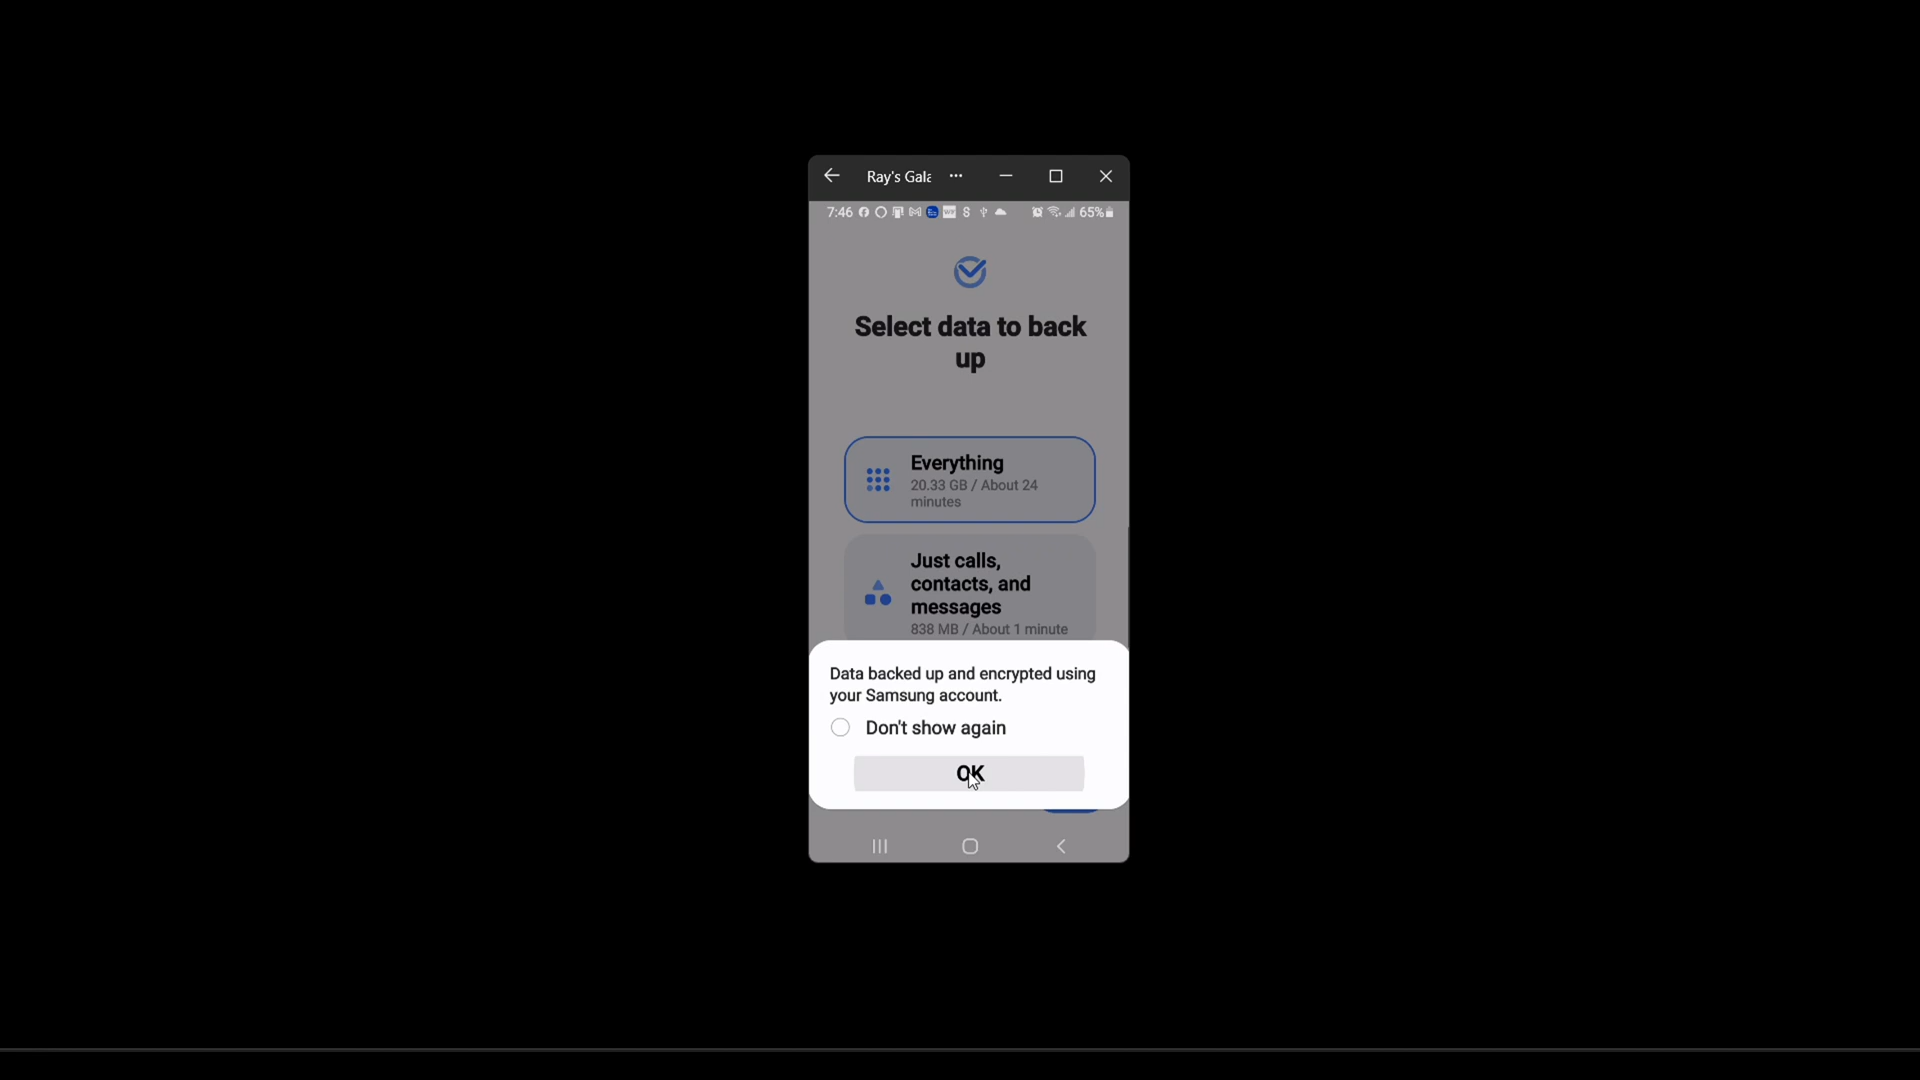 Ray's Gala
7:46
65%
Select data to back
up
Everything
20.33 GB / About 24
minutes
Just calls,
contacts, and
messages
838 MB / About 1 minute
Data backed up and encrypted using
your Samsung account.
Don't show again
OK